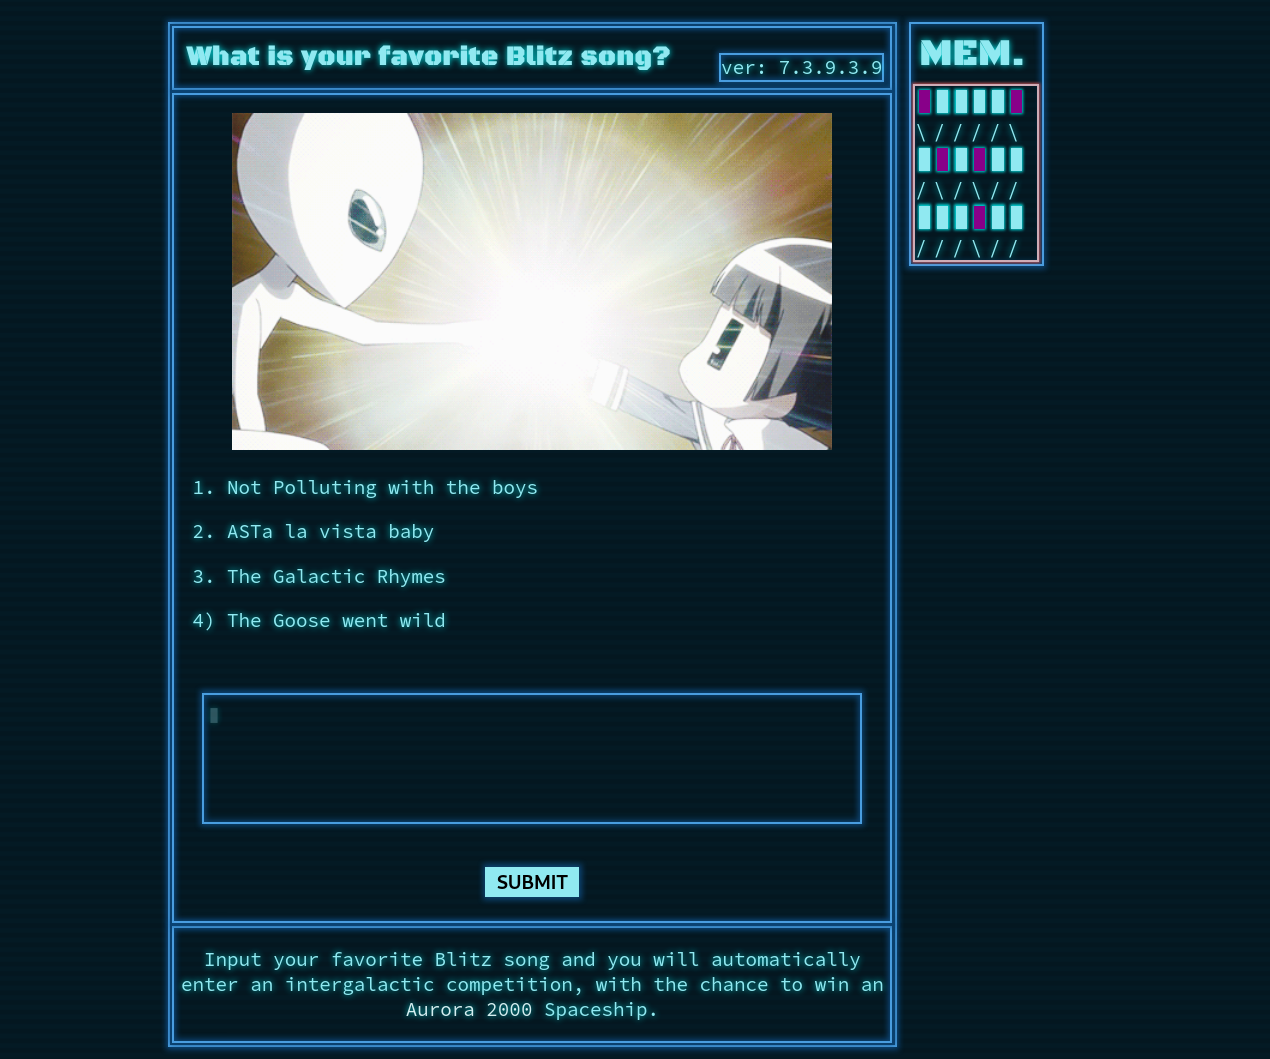 What is your favorite Blitz song?
ver: 7.3.9.3.9
MEM.
\ / / / / \
/ \ / \ / /
/ / / \ / /
1. Not Polluting with the boys
2. ASTa la vista baby
3. The Galactic Rhymes
4) The Goose went wild
SUBMIT
Input your favorite Blitz song and you will automatically
enter an intergalactic competition, with the chance to win an
Aurora 2000 Spaceship.